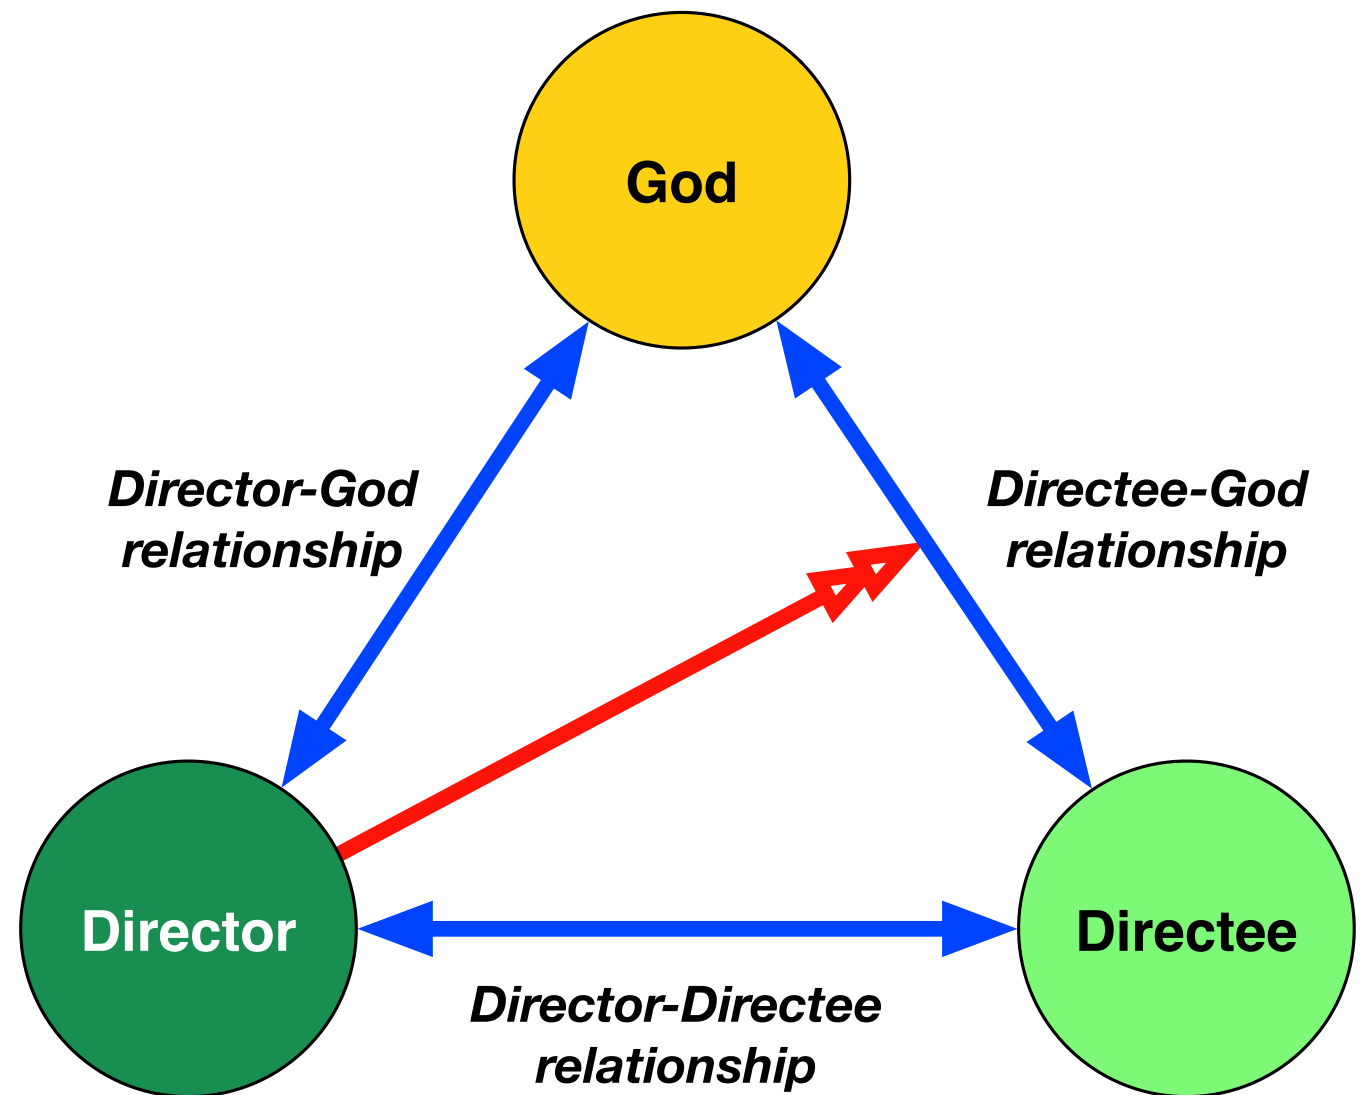 God
Director-God
relationship
Directee-God
relationship
Director
Directee
Director-Directee
relationship